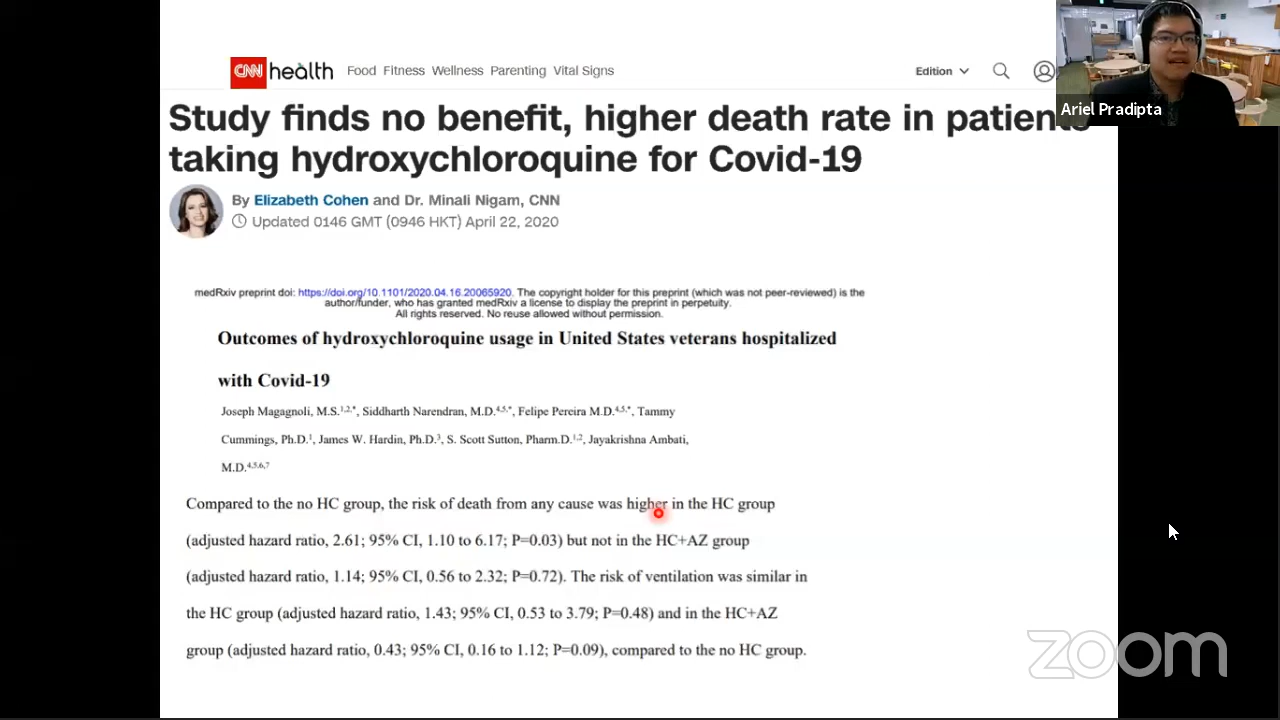 CNN health Food Fitness Wellness Parenting Vital Signs Edition
Ariel Pradipta
Study finds no benefit, higher death rate in patients
taking hydroxychloroquine for Covid-19
By Elizabeth Cohen and Dr. Minali Nigam, CNN
Updated 0146 GMT (0946 HKT) April 22, 2020
medRxiv preprint doi: https://doi.org/10.1101/2020.04.16.20065920. The copyright holder for this preprint (which was not peer-reviewed) is the
author/funder, who has granted medRxiv a license to display the preprint in perpetuity.
All rights reserved. No reuse allowed without permission.
Outcomes of hydroxychloroquine usage in United States veterans hospitalized
with Covid-19
Joseph Magagnoli, M.S.1,2,*, Siddharth Narendran, M.D.4,5,*, Felipe Pereira M.D.4,5,*, Tammy
Cummings, Ph.D.1, James W. Hardin, Ph.D.3, S. Scott Sutton, Pharm.D.1,2, Jayakrishna Ambati,
M.D.4,5,6,7
Compared to the no HC group, the risk of death from any cause was higher in the HC group
(adjusted hazard ratio, 2.61; 95% CI, 1.10 to 6.17; P=0.03) but not in the HC+AZ group
(adjusted hazard ratio, 1.14; 95% CI, 0.56 to 2.32; P=0.72). The risk of ventilation was similar in
the HC group (adjusted hazard ratio, 1.43; 95% CI, 0.53 to 3.79; P=0.48) and in the HC+AZ
group (adjusted hazard ratio, 0.43; 95% CI, 0.16 to 1.12; P=0.09), compared to the no HC group.
zoom